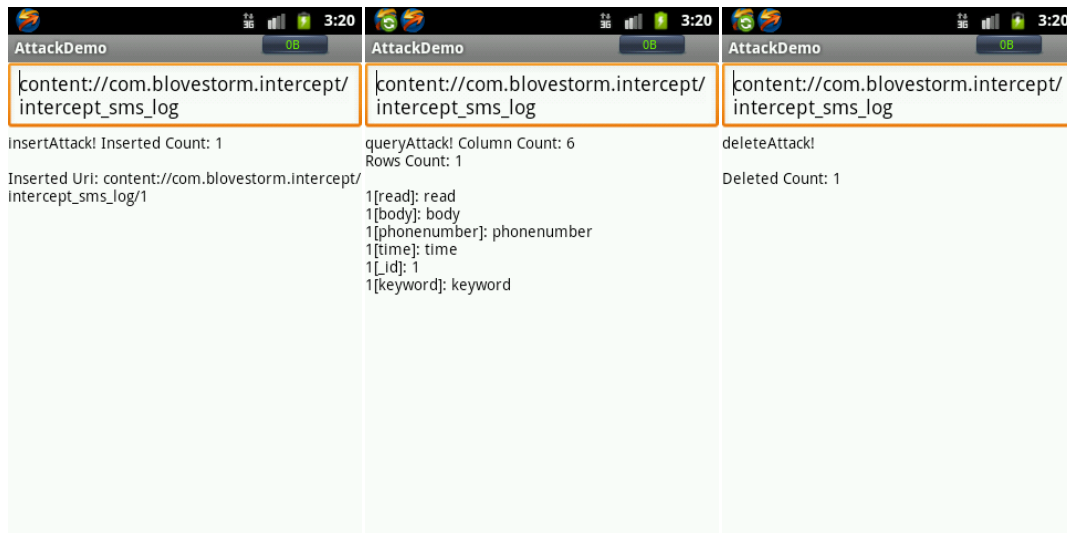 3G 3:20
AttackDemo 0B
content://com.blovestorm.intercept/
intercept_sms_log
insertAttack! Inserted Count: 1
Inserted Uri: content://com.blovestorm.intercept/
intercept_sms_log/1
3G 3:20
AttackDemo 0B
content://com.blovestorm.intercept/
intercept_sms_log
queryAttack! Column Count: 6
Rows Count: 1
1[read]: read
1[body]: body
1[phonenumber]: phonenumber
1[time]: time
1[_id]: 1
1[keyword]: keyword
3G 3:20
AttackDemo 0B
content://com.blovestorm.intercept/
intercept_sms_log
deleteAttack!
Deleted Count: 1